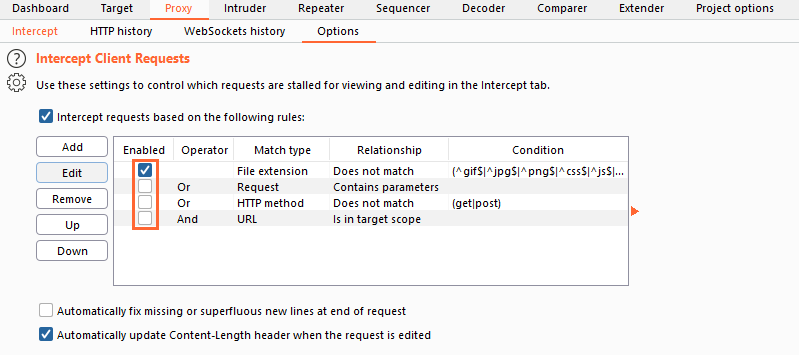 Dashboard Target Proxy Intruder Repeater Sequencer Decoder Comparer Extender Project options
Intercept HTTP history WebSockets history Options
? Intercept Client Requests
Use these settings to control which requests are stalled for viewing and editing in the Intercept tab.
Intercept requests based on the following rules:
Add
Edit
Remove
Up
Down
Enabled Operator Match type Relationship Condition
File extension Does not match (^gif$|^jpg$|^png$|^css$|^js$|...
Or Request Contains parameters
Or HTTP method Does not match (get|post)
And URL Is in target scope
Automatically fix missing or superfluous new lines at end of request
Automatically update Content-Length header when the request is edited